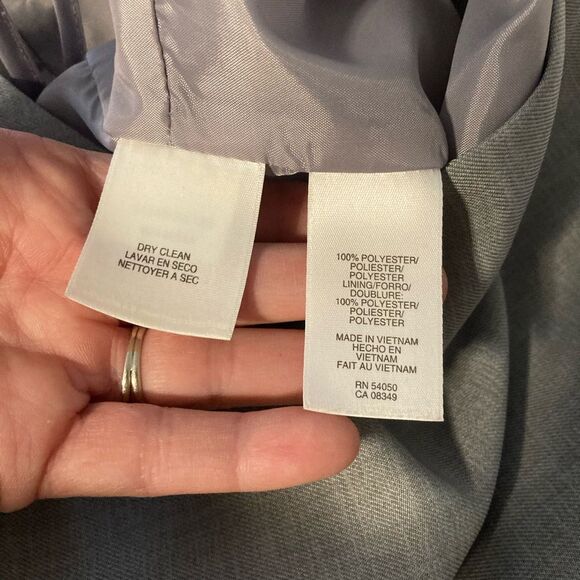 DRY CLEAN
LAVAR EN SECO
NETTOYER A SEC
100% POLYESTER/
POLIESTER/
POLYESTER
LINING/FORRO/
DOUBLURE:
100% POLYESTER/
POLIESTER/
POLYESTER
MADE IN VIETNAM
HECHO EN
VIETNAM
FAIT AU VIETNAM
RN 54050
CA 08349